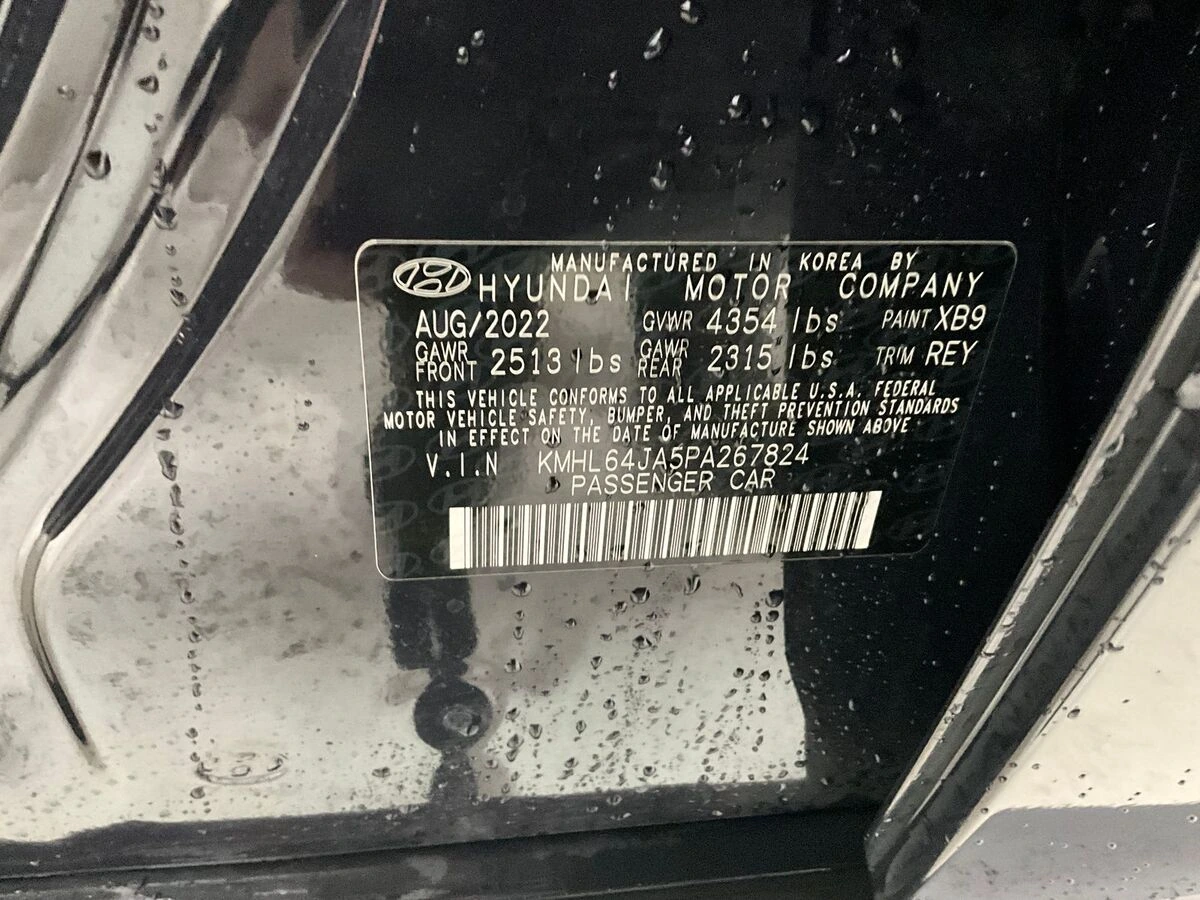 MANUFACTURED IN KOREA BY
HYUNDAI MOTOR COMPANY
AUG/2022 GVWR 4354 lbs PAINT XB9
GAWR FRONT 2513 lbs GAWR REAR 2315 lbs TRIM REY
THIS VEHICLE CONFORMS TO ALL APPLICABLE U.S.A. FEDERAL
MOTOR VEHICLE SAFETY, BUMPER, AND THEFT PREVENTION STANDARDS
IN EFFECT ON THE DATE OF MANUFACTURE SHOWN ABOVE
V.I.N KMHL64JA5PA267824
PASSENGER CAR